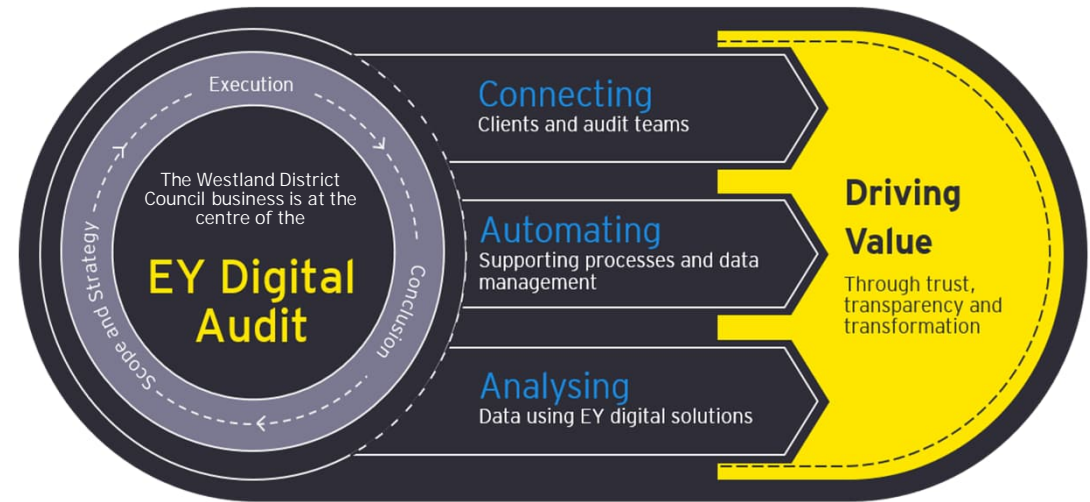 Execution
Scope and Strategy
Conclusion
The Westland District
Council business is at the
centre of the
EY Digital
Audit
Connecting
Clients and audit teams
Automating
Supporting processes and data
management
Analysing
Data using EY digital solutions
Driving
Value
Through trust,
transparency and
transformation